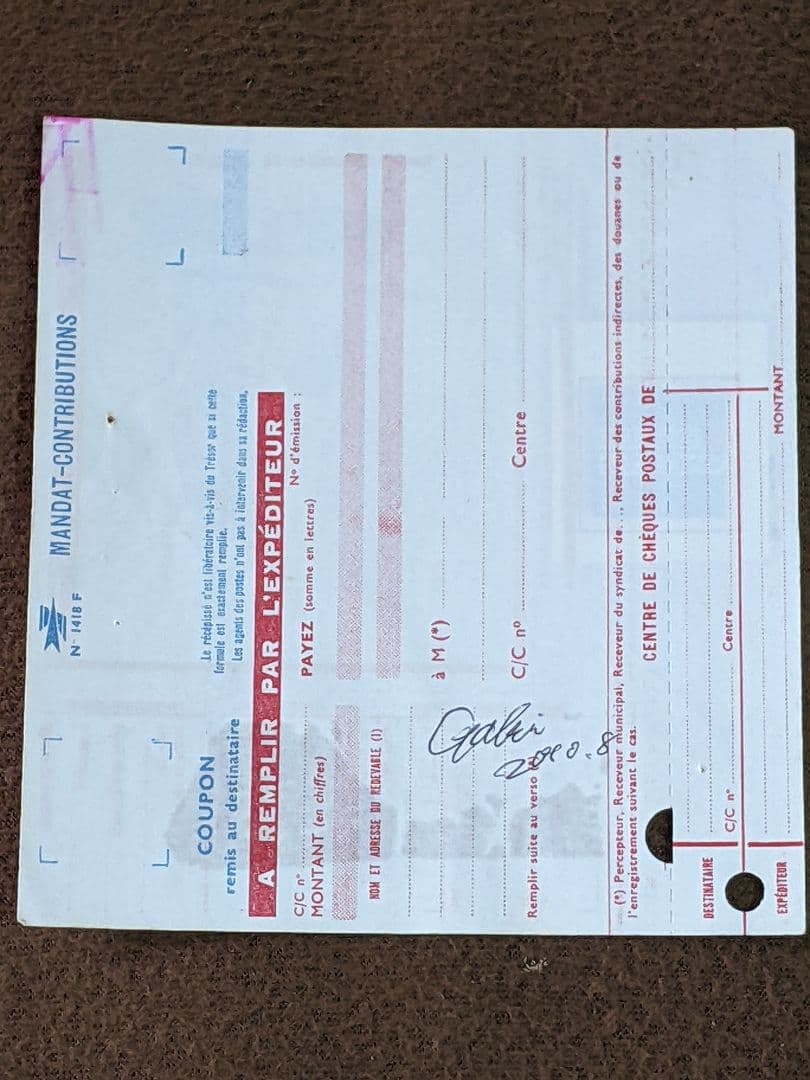 MANDAT-CONTRIBUTIONS
N° 1418 F
COUPON
remis au destinataire
Le récépissé n'est libératoire vis-à-vis du Trésor que si cette
formule est exactement remplie.
Les agents des postes n'ont pas à intervenir dans sa rédaction.
A REMPLIR PAR L'EXPÉDITEUR
C/C n°
MONTANT (en chiffres)
N° d'émission :
PAYEZ (somme en lettres)
NOM ET ADRESSE DU REDEVABLE (1)
à M (*)
C/C n° Centre
Gabin
2010.8
Remplir suite au verso
(*) Percepteur, Receveur municipal, Receveur du syndicat de..., Receveur des contributions indirectes, des douanes ou de
l'enregistrement suivant le cas.
CENTRE DE CHÈQUES POSTAUX DE
DESTINATAIRE
C/C n° Centre
EXPÉDITEUR
MONTANT